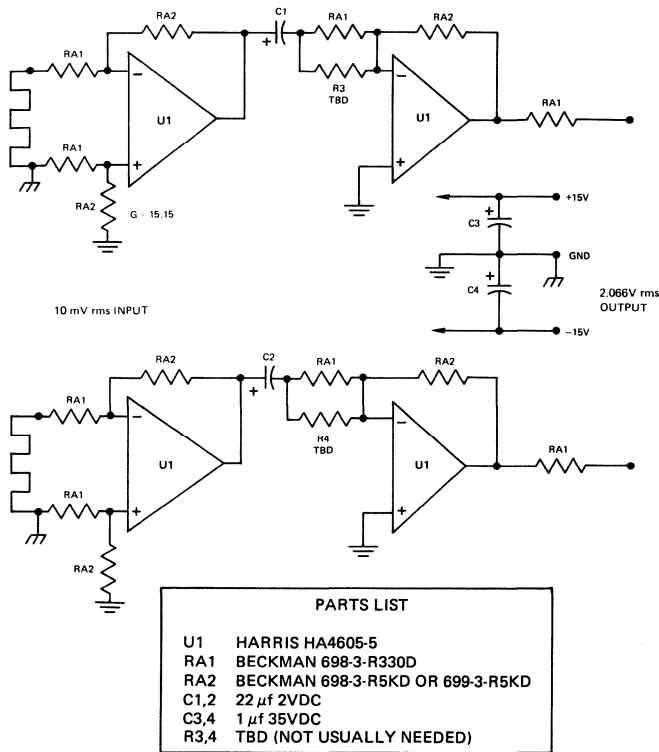 RA2
C1
RA1
RA2
+
RA1
R3
TBD
−
U1
−
U1
RA1
RA1
+
+
RA2
G = 15.15
+15V
+
C3
GND
+
C4
2.066V rms
OUTPUT
10 mV rms INPUT
−15V
RA2
C2
RA1
RA2
+
RA1
R4
TBD
−
U1
−
U1
RA1
RA1
+
+
RA2
PARTS LIST
U1 HARRIS HA4605-5
RA1 BECKMAN 698-3-R330D
RA2 BECKMAN 698-3-R5KD OR 699-3-R5KD
C1,2 22 μf 2VDC
C3,4 1 μf 35VDC
R3,4 TBD (NOT USUALLY NEEDED)